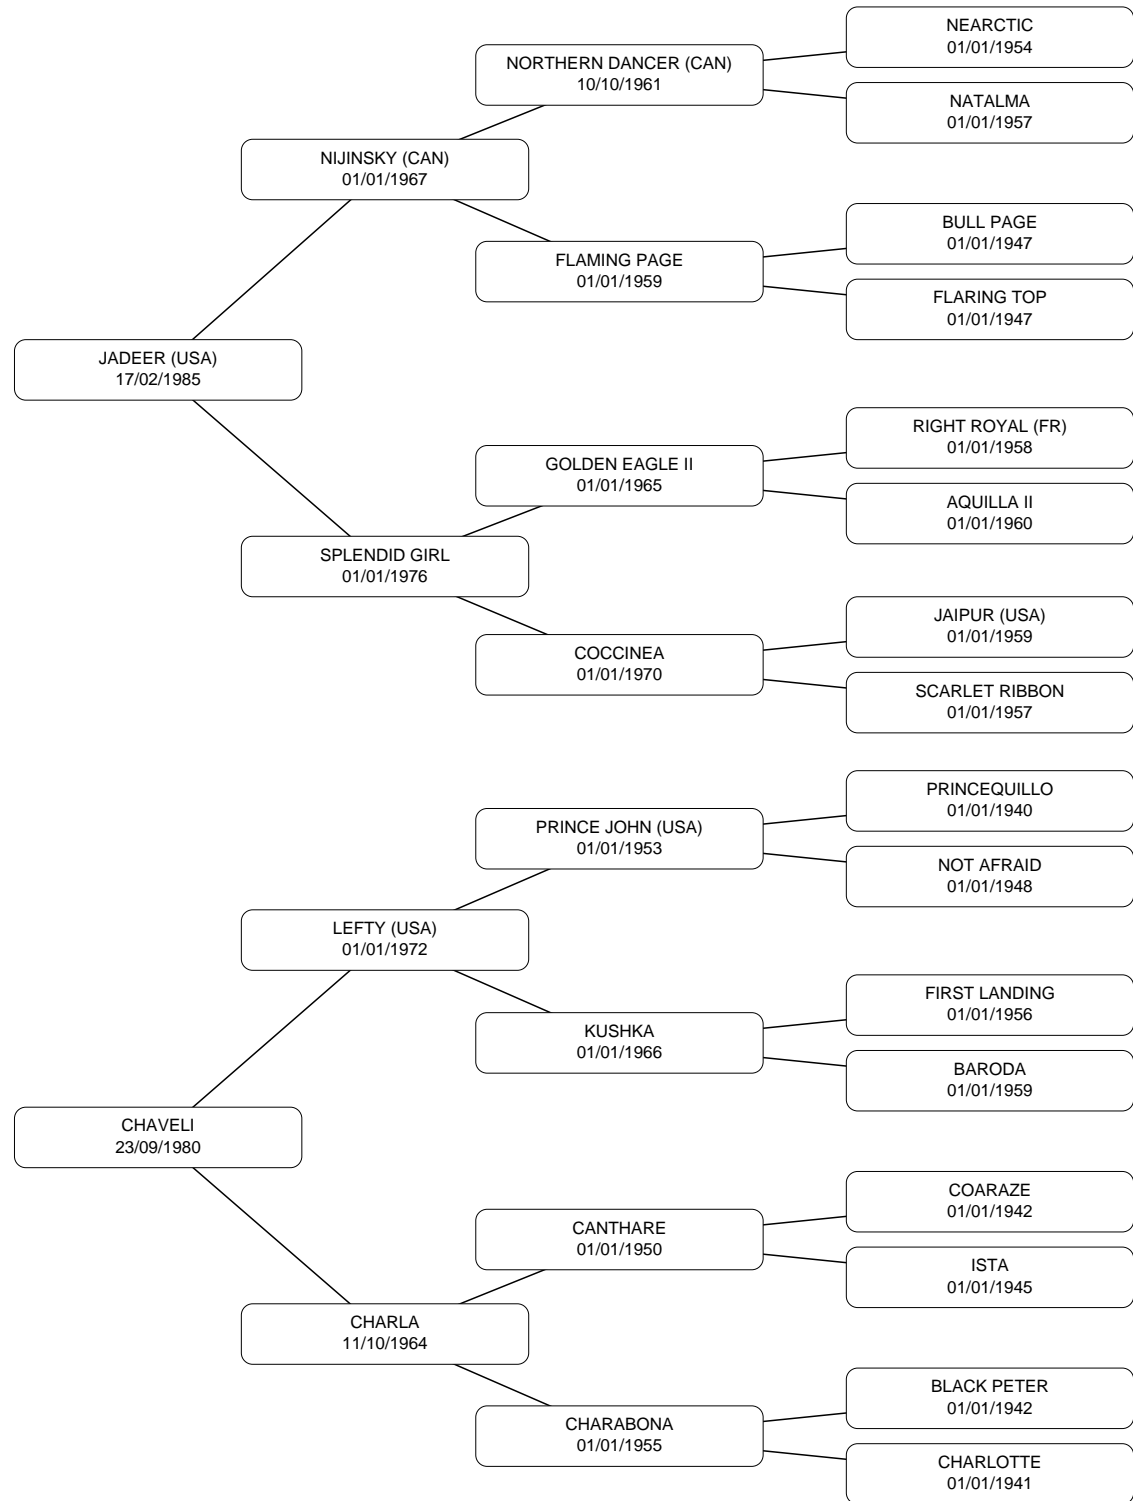 NEARCTIC
01/01/1954
NORTHERN DANCER (CAN)
10/10/1961
NATALMA
01/01/1957
NIJINSKY (CAN)
01/01/1967
BULL PAGE
01/01/1947
FLAMING PAGE
01/01/1959
FLARING TOP
01/01/1947
JADEER (USA)
17/02/1985
RIGHT ROYAL (FR)
01/01/1958
GOLDEN EAGLE II
01/01/1965
AQUILLA II
01/01/1960
SPLENDID GIRL
01/01/1976
JAIPUR (USA)
01/01/1959
COCCINEA
01/01/1970
SCARLET RIBBON
01/01/1957
PRINCEQUILLO
01/01/1940
PRINCE JOHN (USA)
01/01/1953
NOT AFRAID
01/01/1948
LEFTY (USA)
01/01/1972
FIRST LANDING
01/01/1956
KUSHKA
01/01/1966
BARODA
01/01/1959
CHAVELI
23/09/1980
COARAZE
01/01/1942
CANTHARE
01/01/1950
ISTA
01/01/1945
CHARLA
11/10/1964
BLACK PETER
01/01/1942
CHARABONA
01/01/1955
CHARLOTTE
01/01/1941